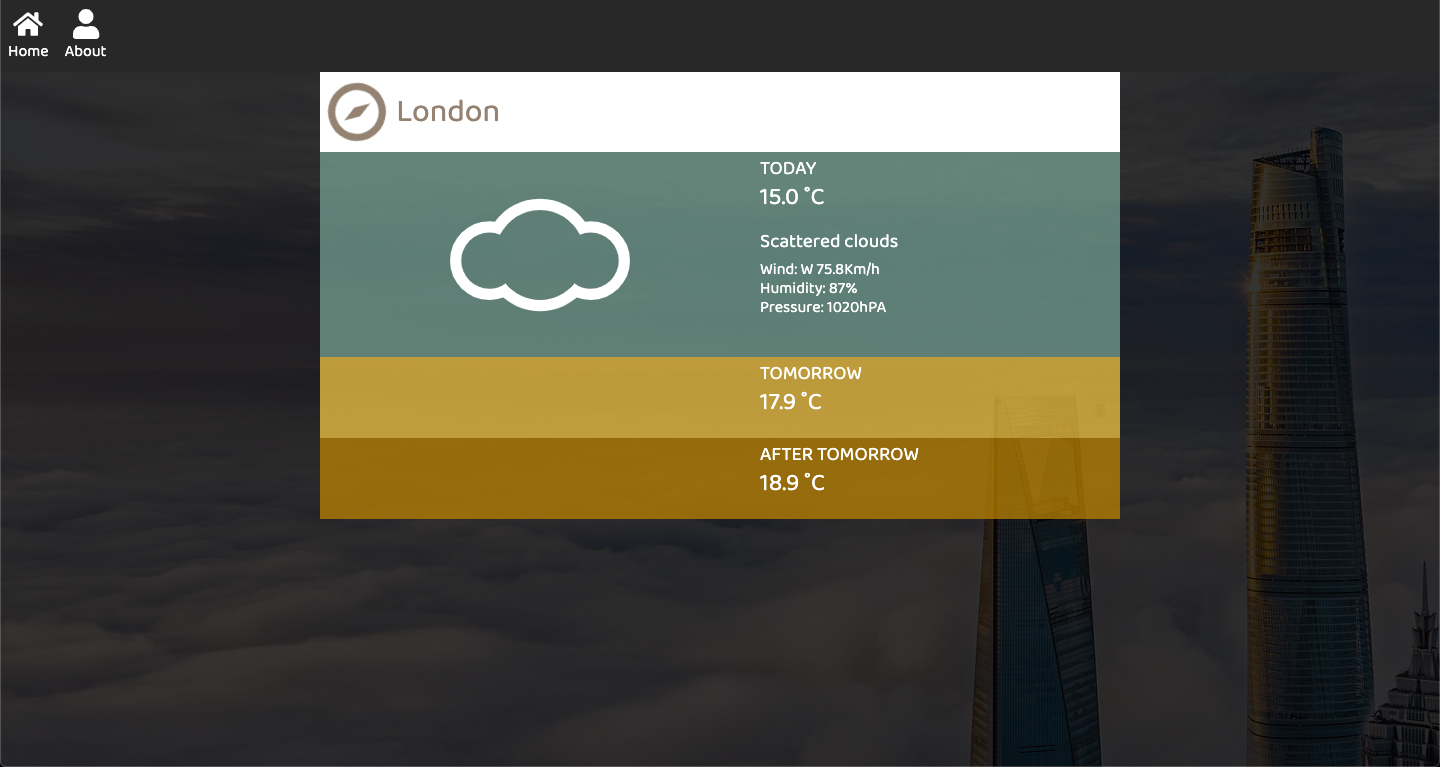 Home
About
London
TODAY
15.0 °C
Scattered clouds
Wind: W 75.8Km/h
Humidity: 87%
Pressure: 1020hPA
TOMORROW
17.9 °C
AFTER TOMORROW
18.9 °C